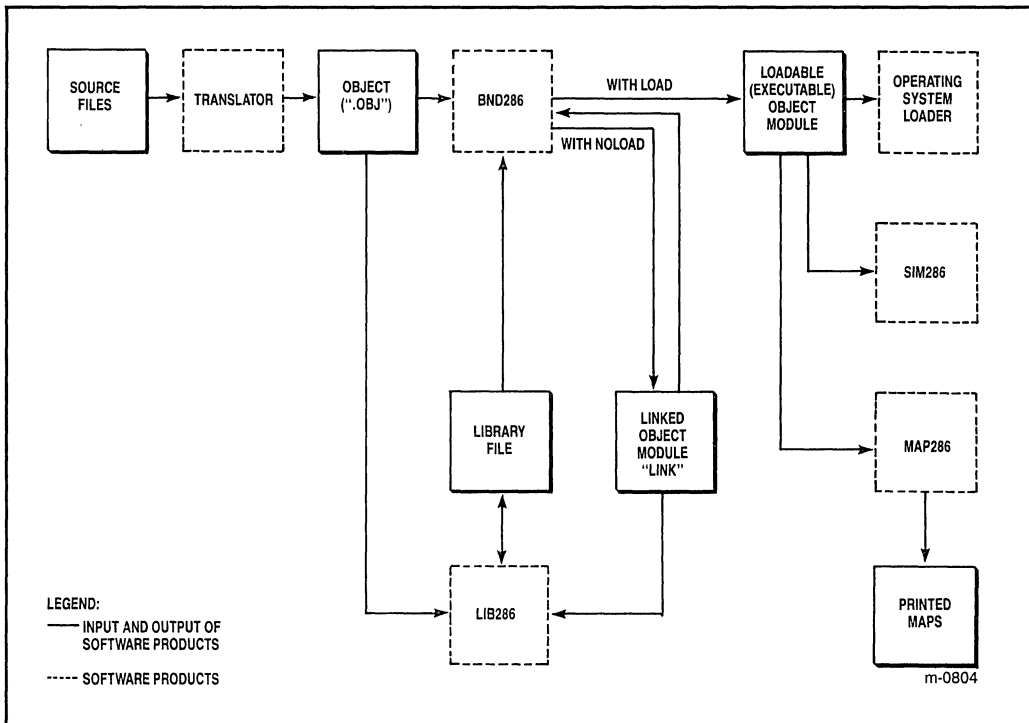 SOURCE
FILES
TRANSLATOR
OBJECT
(".OBJ")
BND286
WITH LOAD
WITH NOLOAD
LOADABLE
(EXECUTABLE)
OBJECT
MODULE
OPERATING
SYSTEM
LOADER
SIM286
LIBRARY
FILE
LINKED
OBJECT
MODULE
"LINK"
MAP286
LIB286
PRINTED
MAPS
LEGEND:
INPUT AND OUTPUT OF
SOFTWARE PRODUCTS
SOFTWARE PRODUCTS
m-0804